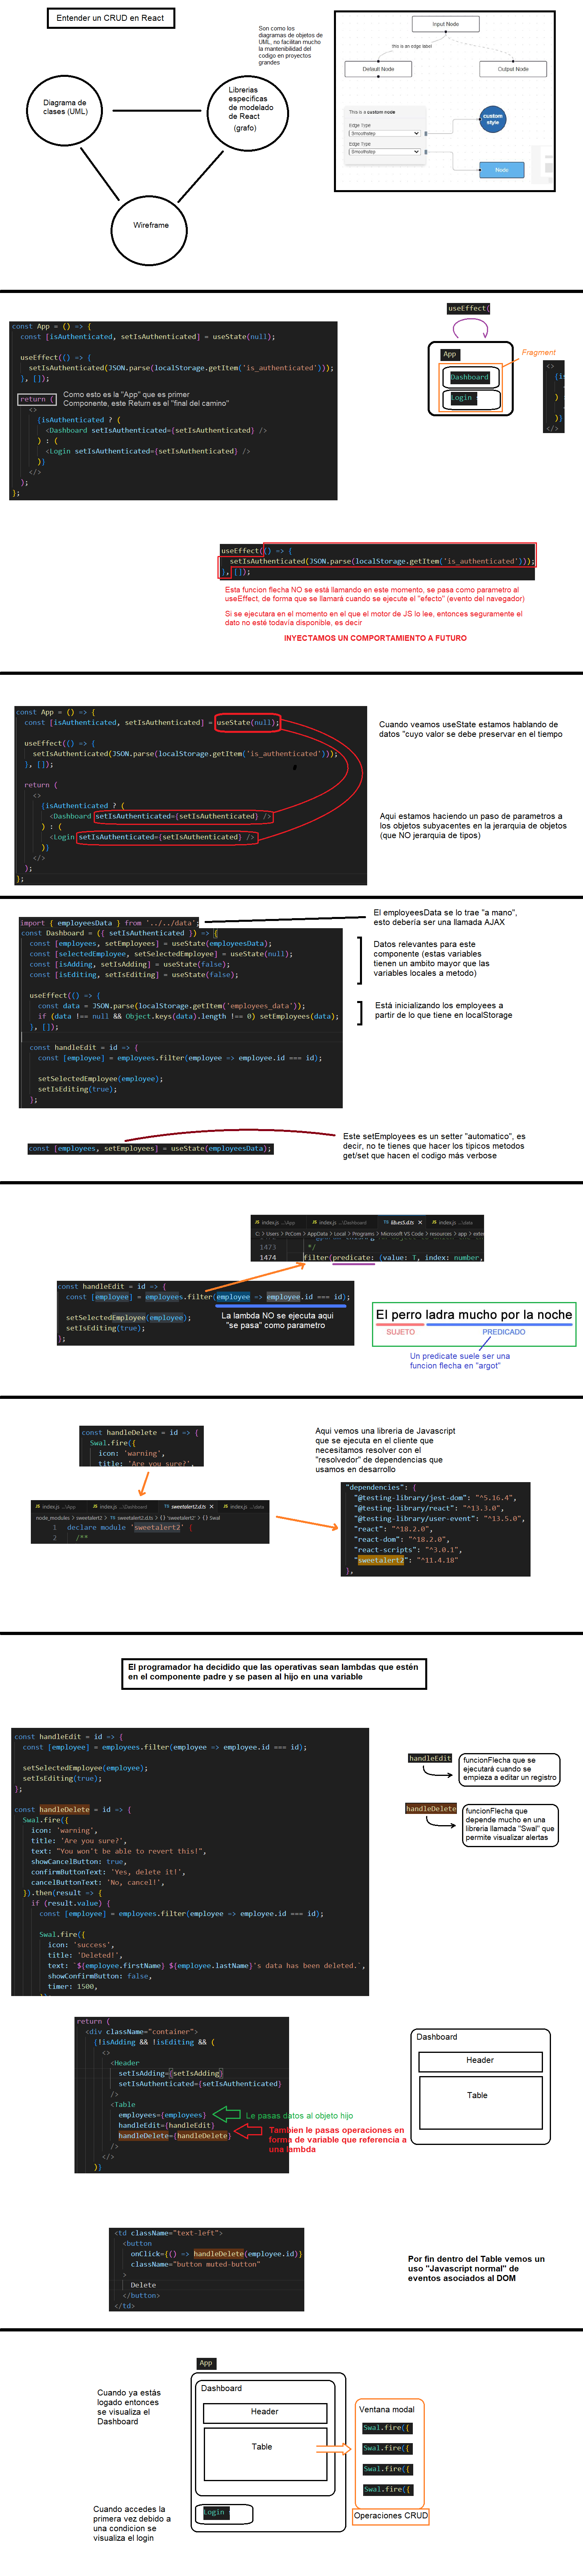 Entender un CRUD en React
Son como los
diagramas de objetos de
UML, no facilitan mucho
la mantenibilidad del
codigo en proyectos
grandes
Input Node
this is an edge label
Default Node
Output Node
This is a custom node
Edge Type
Smoothstep
Edge Type
Smoothstep
custom
style
Node
Diagrama de
clases (UML)
Librerias
especificas
de modelado
de React
(grafo)
Wireframe
const App = () => {
const [isAuthenticated, setIsAuthenticated] = useState(null);
useEffect(() => {
setIsAuthenticated(JSON.parse(localStorage.getItem('is_authenticated')));
}, []);
return (
Como esto es la "App" que es primer
Componente, este Return es el "final del camino"
<>
{isAuthenticated ? (
<Dashboard setIsAuthenticated={setIsAuthenticated} />
) : (
<Login setIsAuthenticated={setIsAuthenticated} />
)}
</>
);
};
useEffect(
App
Fragment
Dashboard
Login
<>
{is
)
)}
</>
useEffect(() => {
setIsAuthenticated(JSON.parse(localStorage.getItem('is_authenticated')));
}, []);
Esta funcion flecha NO se está llamando en este momento, se pasa como parametro al
useEffect, de forma que se llamará cuando se ejecute el "efecto" (evento del navegador)
Si se ejecutara en el momento en el que el motor de JS lo lee, entonces seguramente el
dato no esté todavía disponible, es decir
INYECTAMOS UN COMPORTAMIENTO A FUTURO
const App = () => {
const [isAuthenticated, setIsAuthenticated] = useState(null);
useEffect(() => {
setIsAuthenticated(JSON.parse(localStorage.getItem('is_authenticated')));
}, []);
return (
<>
{isAuthenticated ? (
<Dashboard setIsAuthenticated={setIsAuthenticated} />
) : (
<Login setIsAuthenticated={setIsAuthenticated} />
)}
</>
);
};
Cuando veamos useState estamos hablando de
datos "cuyo valor se debe preservar en el tiempo
Aqui estamos haciendo un paso de parametros a
los objetos subyacentes en la jerarquia de objetos
(que NO jerarquia de tipos)
import { employeesData } from '../../data';
const Dashboard = ({ setIsAuthenticated }) => {
const [employees, setEmployees] = useState(employeesData);
const [selectedEmployee, setSelectedEmployee] = useState(null);
const [isAdding, setIsAdding] = useState(false);
const [isEditing, setIsEditing] = useState(false);
useEffect(() => {
const data = JSON.parse(localStorage.getItem('employees_data'));
if (data !== null && Object.keys(data).length !== 0) setEmployees(data);
}, []);
const handleEdit = id => {
const [employee] = employees.filter(employee => employee.id === id);
setSelectedEmployee(employee);
setIsEditing(true);
};
El employeesData se lo trae "a mano",
esto debería ser una llamada AJAX
Datos relevantes para este
componente (estas variables
tienen un ambito mayor que las
variables locales a metodo)
Está inicializando los employees a
partir de lo que tiene en localStorage
const [employees, setEmployees] = useState(employeesData);
Este setEmployees es un setter "automatico", es
decir, no te tienes que hacer los tipicos metodos
get/set que hacen el codigo más verbose
index.js ...\App
index.js ...\Dashboard
lib.es5.d.ts
index.js ...\data
C: > Users > PcCom > AppData > Local > Programs > Microsoft VS Code > resources > app > exter
1473 */
1474 filter(predicate: (value: T, index: number,
const handleEdit = id => {
const [employee] = employees.filter(employee => employee.id === id);
setSelectedEmployee(employee);
setIsEditing(true);
};
La lambda NO se ejecuta aqui
"se pasa" como parametro
El perro ladra mucho por la noche
SUJETO
PREDICADO
Un predicate suele ser una
funcion flecha en "argot"
const handleDelete = id => {
Swal.fire({
icon: 'warning',
title: 'Are you sure?',
index.js ...\App
index.js ...\Dashboard
sweetalert2.d.ts
index.js ...\data
node_modules > sweetalert2 > sweetalert2.d.ts > {} 'sweetalert2' > {} Swal
1 declare module 'sweetalert2' {
2 /**
Aqui vemos una libreria de Javascript
que se ejecuta en el cliente que
necesitamos resolver con el
"resolvedor" de dependencias que
usamos en desarrollo
"dependencies": {
"@testing-library/jest-dom": "^5.16.4",
"@testing-library/react": "^13.3.0",
"@testing-library/user-event": "^13.5.0",
"react": "^18.2.0",
"react-dom": "^18.2.0",
"react-scripts": "^3.0.1",
"sweetalert2": "^11.4.18"
},
El programador ha decidido que las operativas sean lambdas que estén
en el componente padre y se pasen al hijo en una variable
const handleEdit = id => {
const [employee] = employees.filter(employee => employee.id === id);
setSelectedEmployee(employee);
setIsEditing(true);
};
const handleDelete = id => {
Swal.fire({
icon: 'warning',
title: 'Are you sure?',
text: "You won't be able to revert this!",
showCancelButton: true,
confirmButtonText: 'Yes, delete it!',
cancelButtonText: 'No, cancel!',
}).then(result => {
if (result.value) {
const [employee] = employees.filter(employee => employee.id === id);
Swal.fire({
icon: 'success',
title: 'Deleted!',
text: `${employee.firstName} ${employee.lastName}'s data has been deleted.`,
showConfirmButton: false,
timer: 1500,
});
handleEdit
funcionFlecha que se
ejecutará cuando se
empieza a editar un registro
handleDelete
funcionFlecha que
depende mucho en una
libreria llamada "Swal" que
permite visualizar alertas
return (
<div className="container">
{!isAdding && !isEditing && (
<>
<Header
setIsAdding={setIsAdding}
setIsAuthenticated={setIsAuthenticated}
/>
<Table
employees={employees}
handleEdit={handleEdit}
handleDelete={handleDelete}
/>
</>
)}
Le pasas datos al objeto hijo
Tambien le pasas operaciones en
forma de variable que referencia a
una lambda
Dashboard
Header
Table
<td className="text-left">
<button
onClick={() => handleDelete(employee.id)}
className="button muted-button"
>
Delete
</button>
</td>
Por fin dentro del Table vemos un
uso "Javascript normal" de
eventos asociados al DOM
App
Cuando ya estás
logado entonces
se visualiza el
Dashboard
Dashboard
Header
Table
Login
Ventana modal
Swal.fire({
Swal.fire({
Swal.fire({
Swal.fire({
Operaciones CRUD
Cuando accedes la
primera vez debido a
una condicion se
visualiza el login